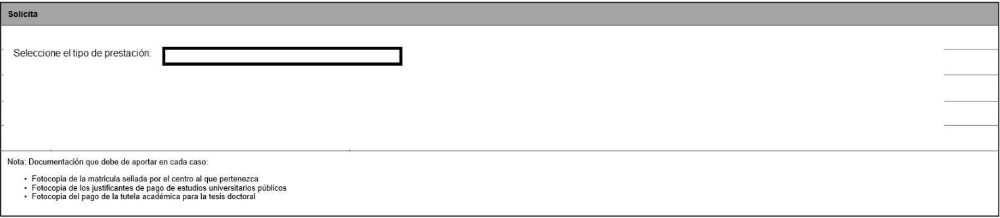 Solicita
Seleccione el tipo de prestación:
Nota: Documentación que debe de aportar en cada caso:
• Fotocopia de la matricula sellada por el centro al que pertenezca
• Fotocopia de los justificantes de pago de estudios universitarios públicos
• Fotocopia del pago de la tutela académica para la tesis doctoral